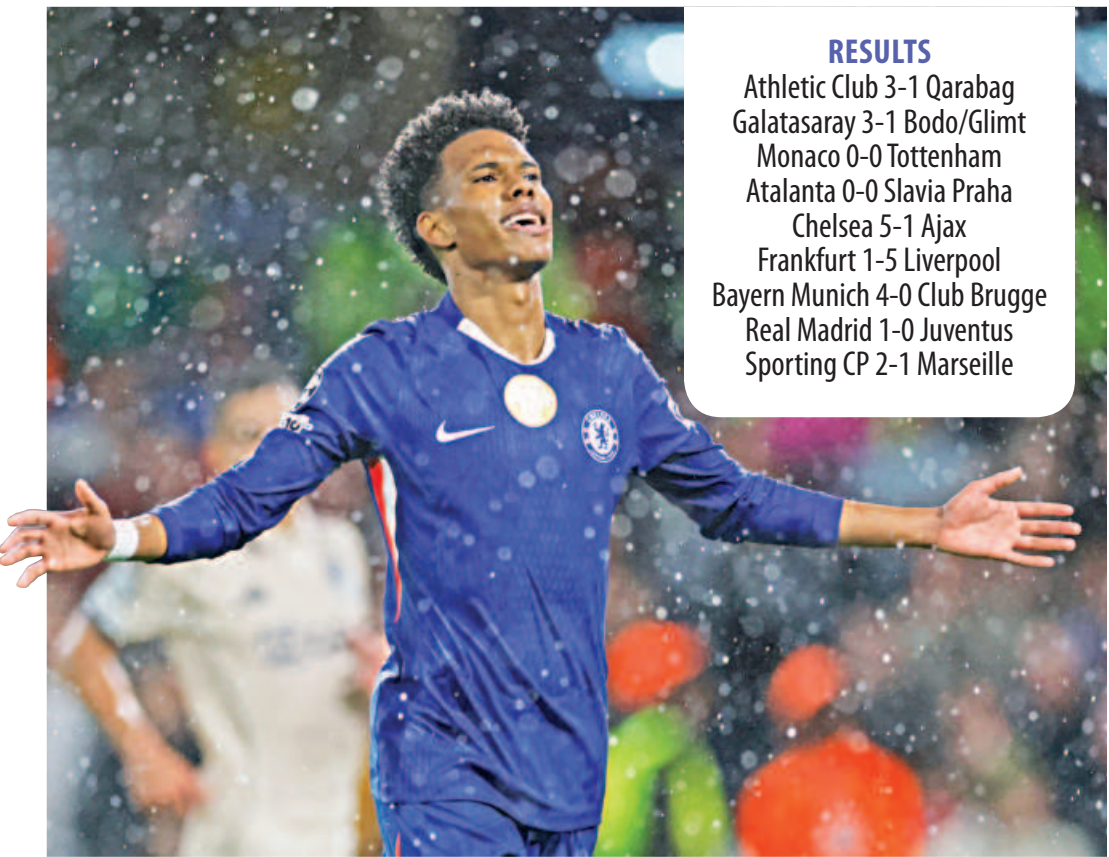 RESULTS
Athletic Club 3-1 Qarabag
Galatasaray 3-1 Bodo/Glimt
Monaco 0-0 Tottenham
Atalanta 0-0 Slavia Praha
Chelsea 5-1 Ajax
Frankfurt 1-5 Liverpool
Bayern Munich 4-0 Club Brugge
Real Madrid 1-0 Juventus
Sporting CP 2-1 Marseille